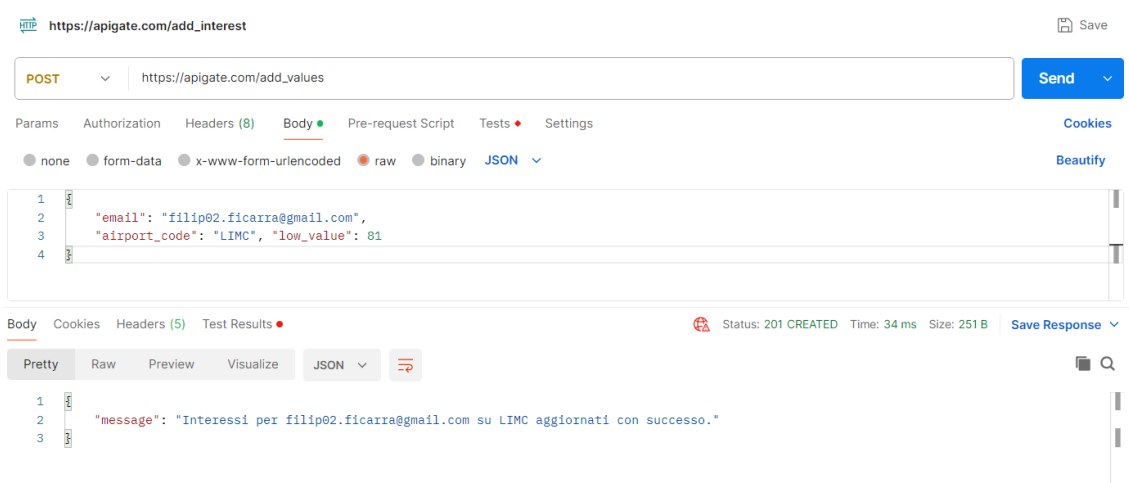 HTTP https://apigate.com/add_interest Save
POST https://apigate.com/add_values Send
Params Authorization Headers (8) Body Pre-request Script Tests Settings Cookies
none form-data x-www-form-urlencoded raw binary JSON Beautify
1 {
2 "email": "filip02.ficarra@gmail.com",
3 "airport_code": "LIMC", "low_value": 81
4 }
Body Cookies Headers (5) Test Results Status: 201 CREATED Time: 34 ms Size: 251 B Save Response
Pretty Raw Preview Visualize JSON
1 {
2 "message": "Interessi per filip02.ficarra@gmail.com su LIMC aggiornati con successo."
3 }